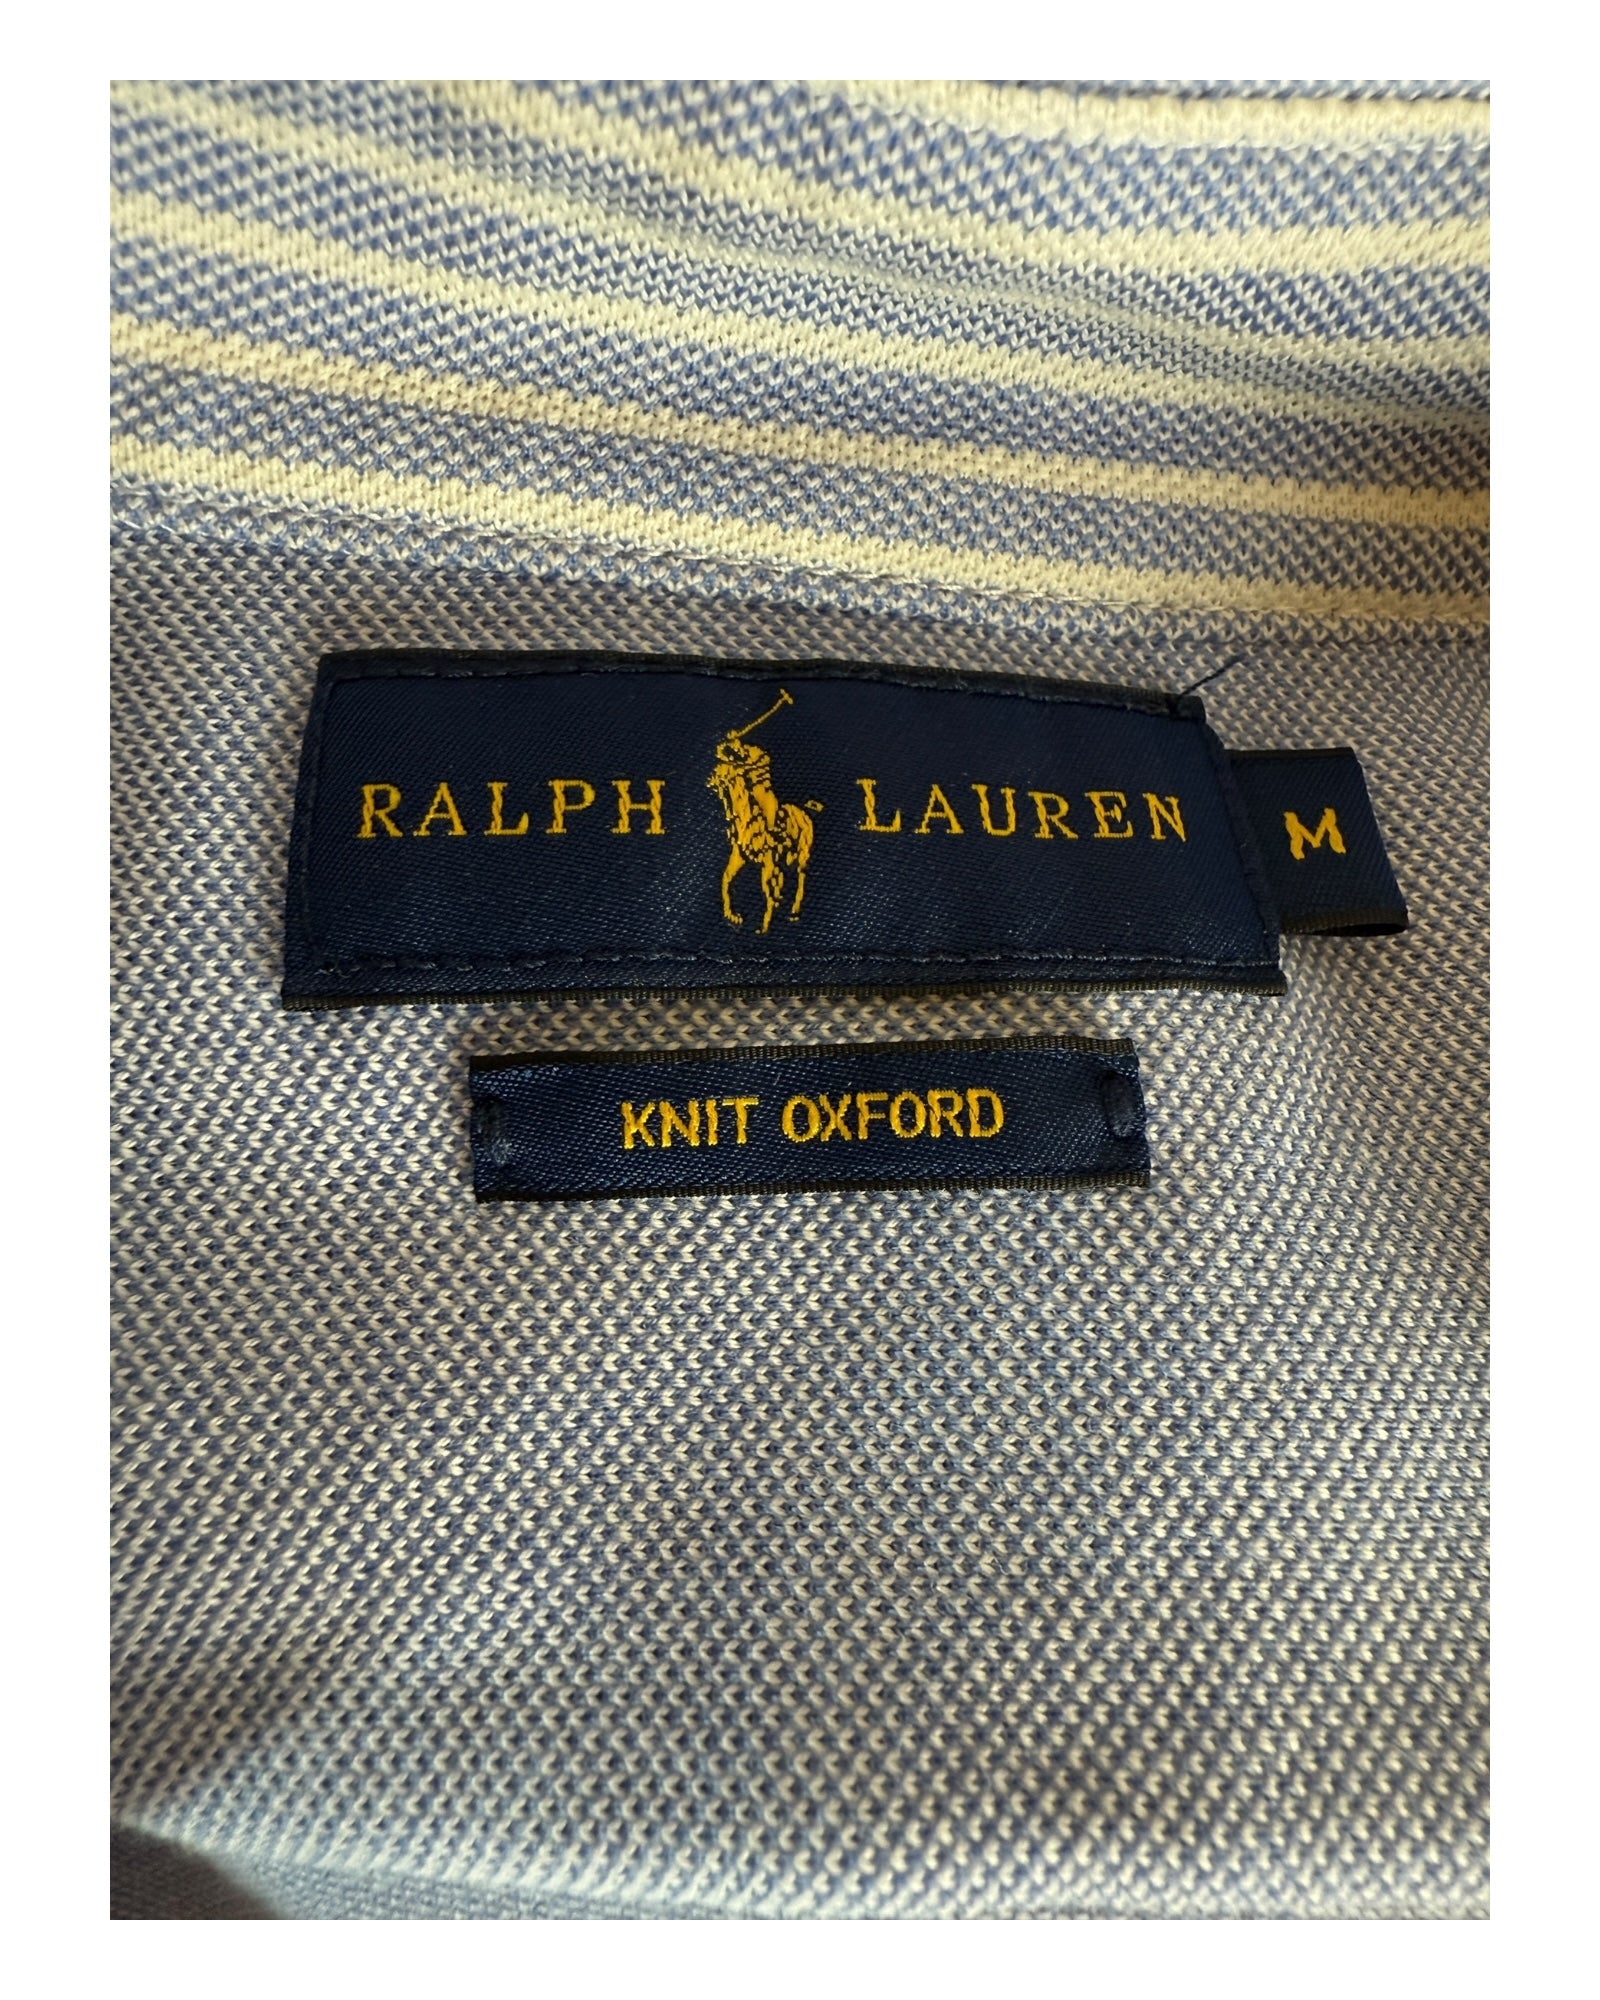 RALPH LAUREN
M
KNIT OXFORD